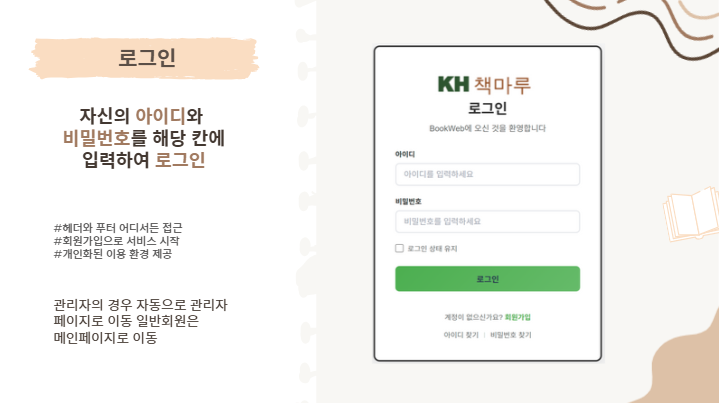 로그인
자신의 아이디와
비밀번호를 해당 칸에
입력하여 로그인
#헤더와 푸터 어디서든 접근
#회원가입으로 서비스 시작
#개인화된 이용 환경 제공
관리자의 경우 자동으로 관리자
페이지로 이동 일반회원은
메인페이지로 이동
KH 책마루
로그인
BookWeb에 오신 것을 환영합니다
아이디
아이디를 입력하세요
비밀번호
비밀번호를 입력하세요
로그인 상태 유지
로그인
계정이 없으신가요? 회원가입
아이디 찾기 | 비밀번호 찾기